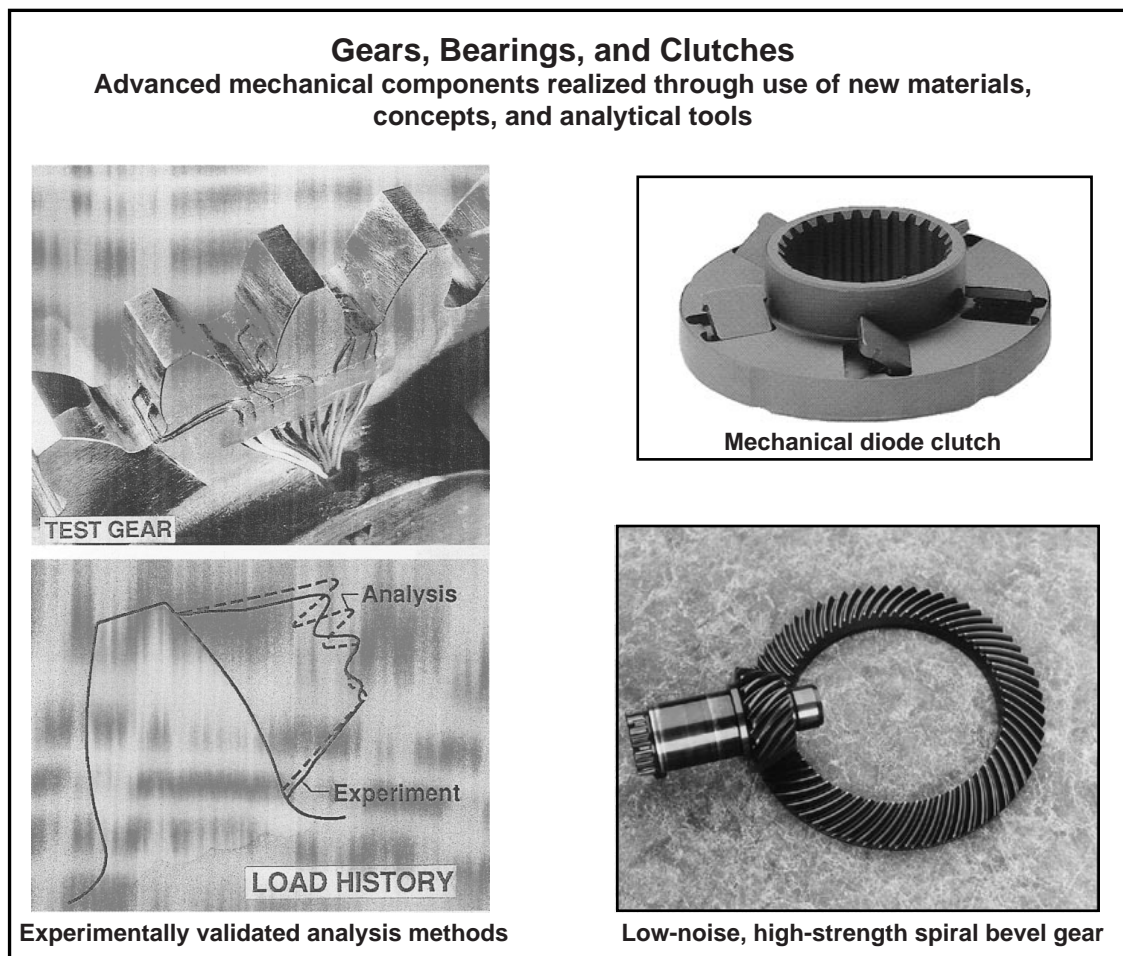 Gears, Bearings, and Clutches
Advanced mechanical components realized through use of new materials,
concepts, and analytical tools
TEST GEAR
Analysis
Experiment
LOAD HISTORY
Experimentally validated analysis methods
Mechanical diode clutch
Low-noise, high-strength spiral bevel gear